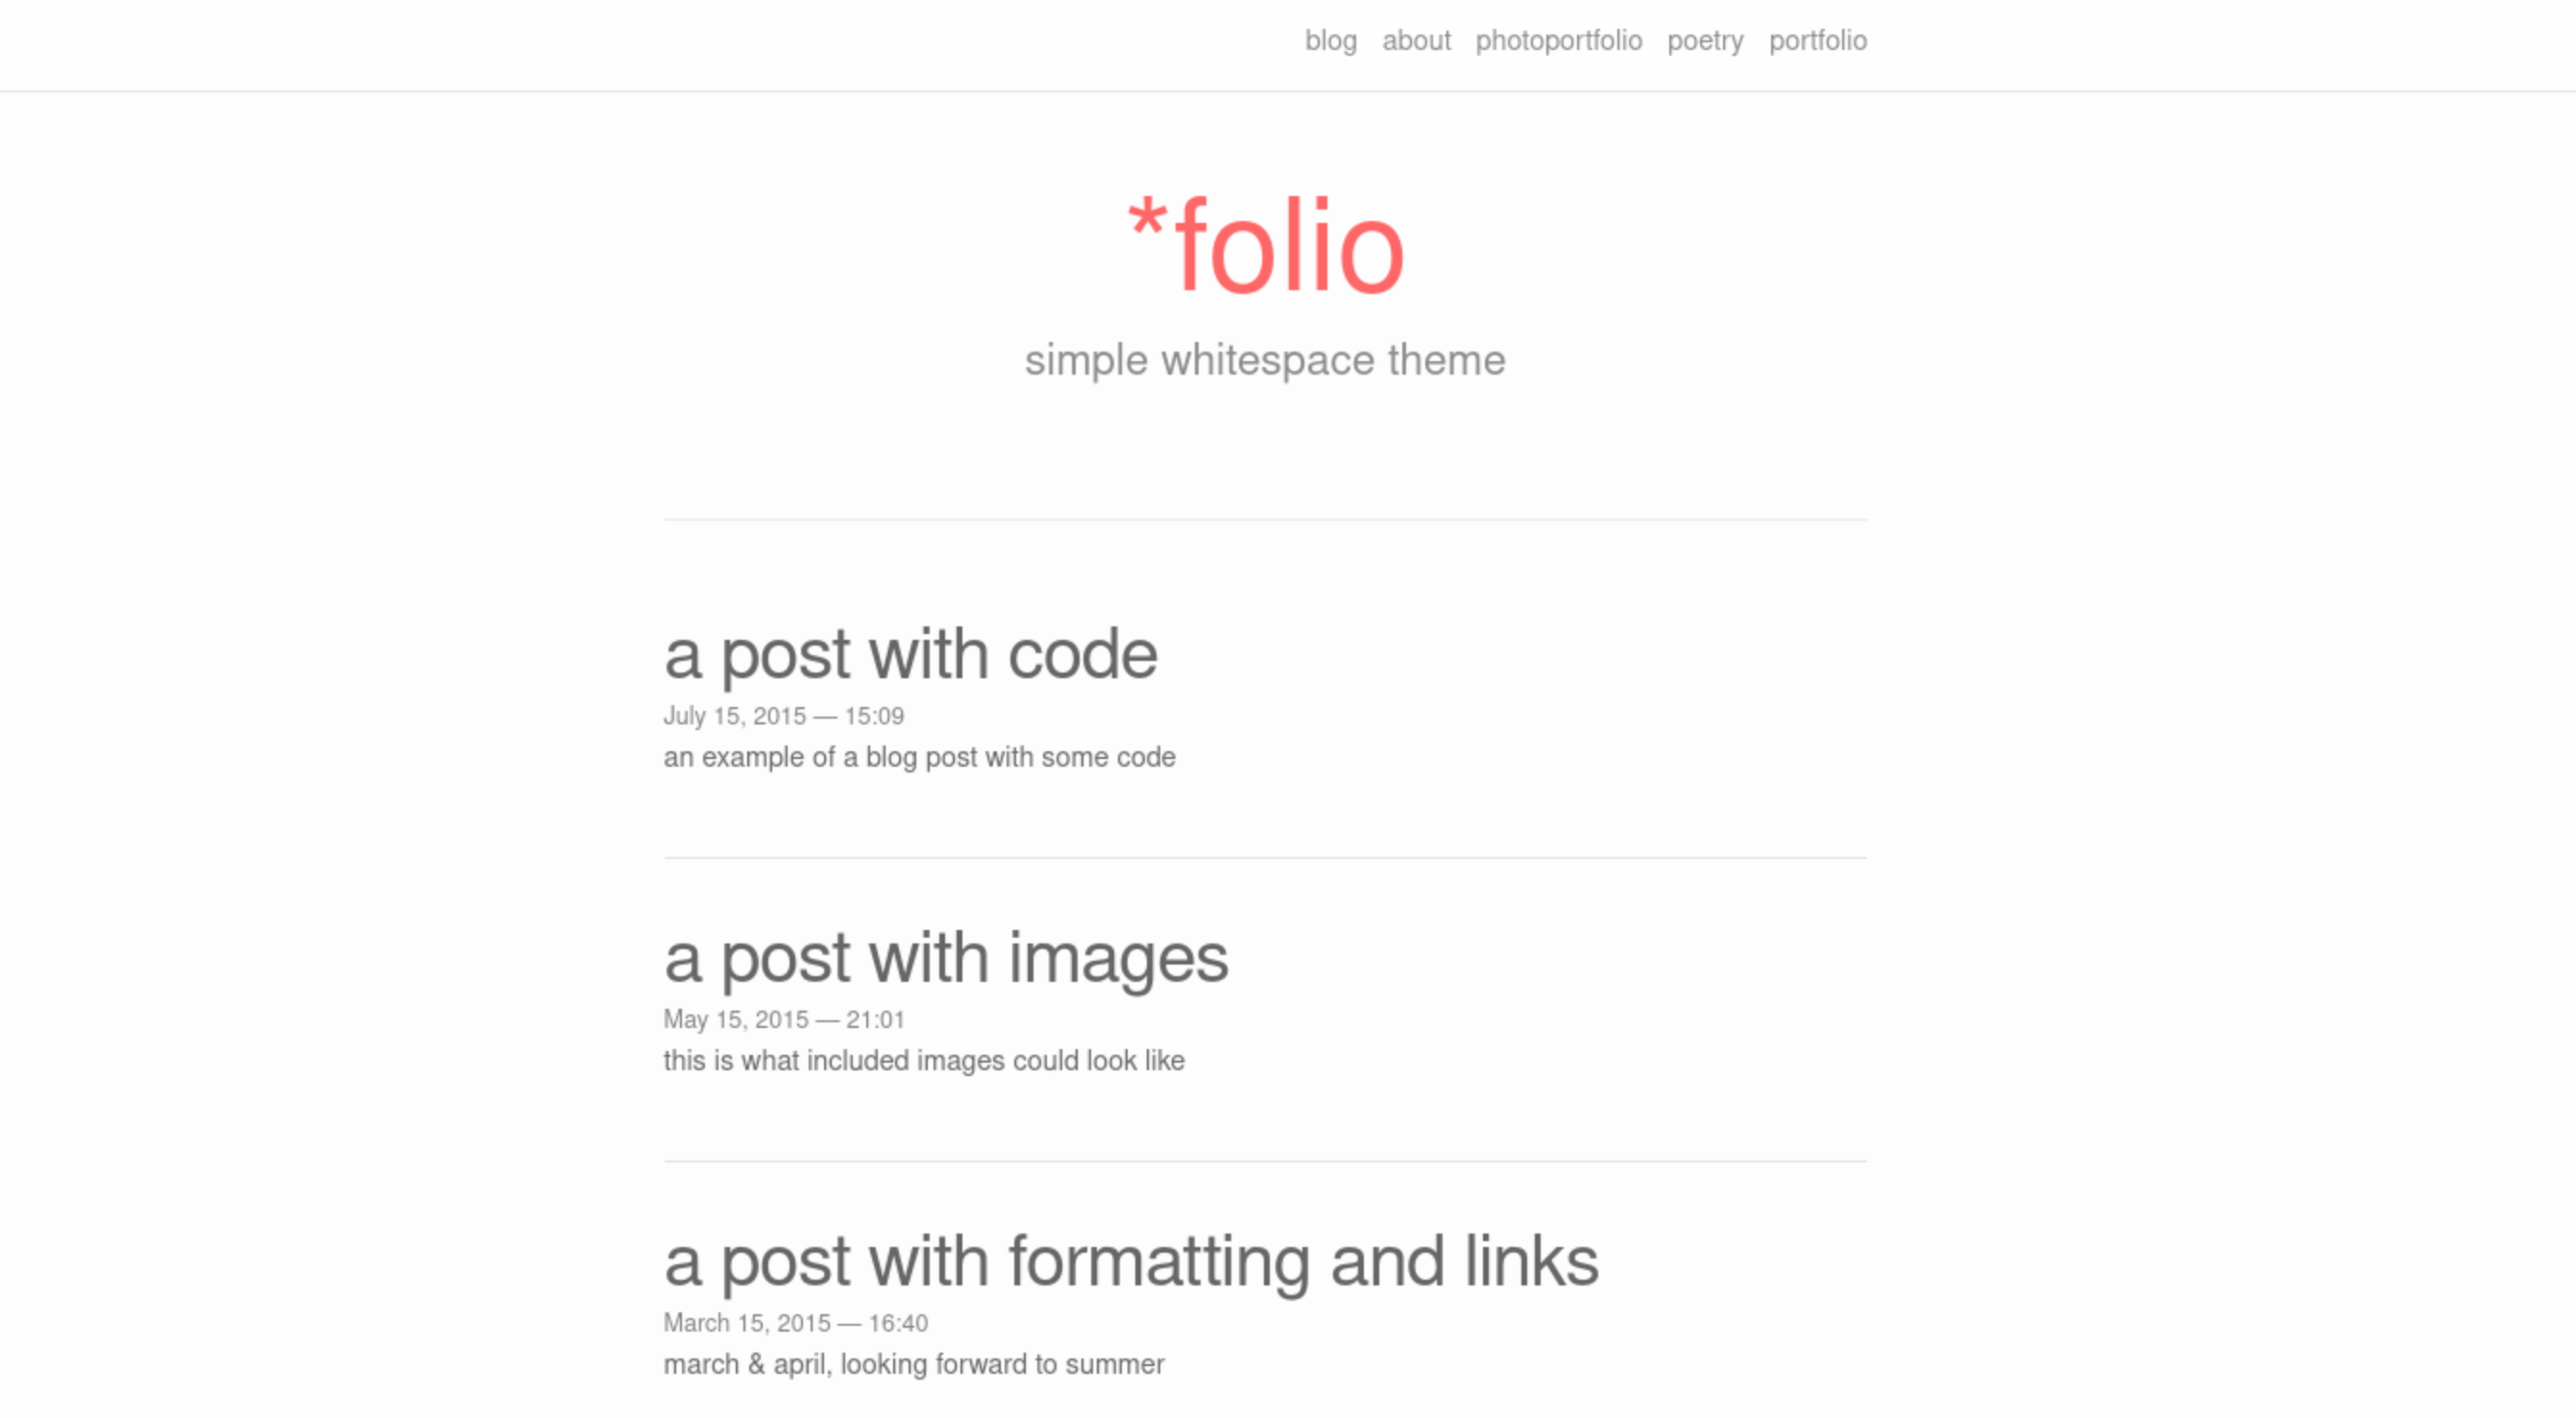 blog about photoportfolio poetry portfolio
*folio
simple whitespace theme
a post with code
July 15, 2015 — 15:09
an example of a blog post with some code
a post with images
May 15, 2015 — 21:01
this is what included images could look like
a post with formatting and links
March 15, 2015 — 16:40
march & april, looking forward to summer